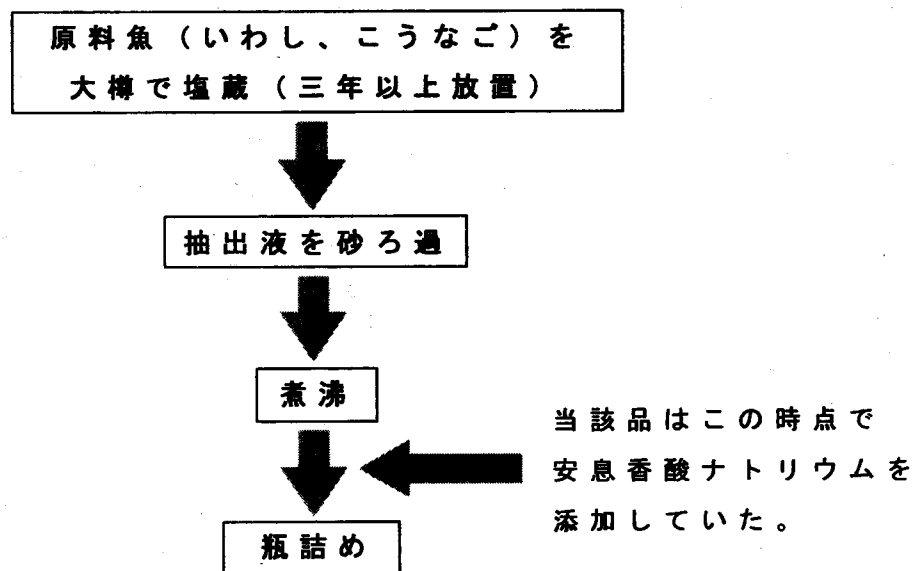 原料魚（いわし、こうなご）を
大樽で塩蔵（三年以上放置）
抽出液を砂ろ過
煮沸
当該品はこの時点で
安息香酸ナトリウムを
添加していた。
瓶詰め